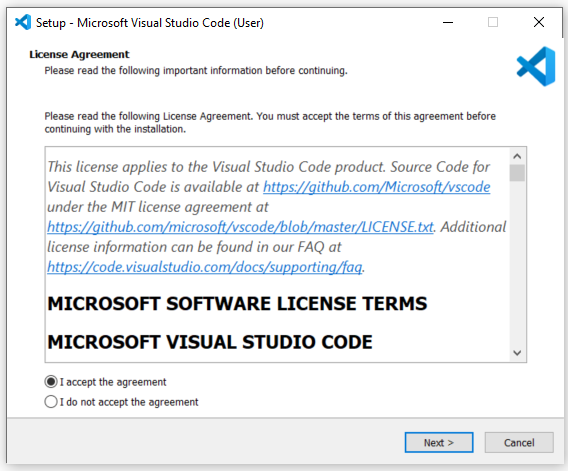 Setup - Microsoft Visual Studio Code (User)
License Agreement
Please read the following important information before continuing.
Please read the following License Agreement. You must accept the terms of this agreement before
continuing with the installation.
This license applies to the Visual Studio Code product. Source Code for
Visual Studio Code is available at https://github.com/Microsoft/vscode
under the MIT license agreement at
https://github.com/microsoft/vscode/blob/master/LICENSE.txt. Additional
license information can be found in our FAQ at
https://code.visualstudio.com/docs/supporting/faq.
MICROSOFT SOFTWARE LICENSE TERMS
MICROSOFT VISUAL STUDIO CODE
I accept the agreement
I do not accept the agreement
Next >
Cancel